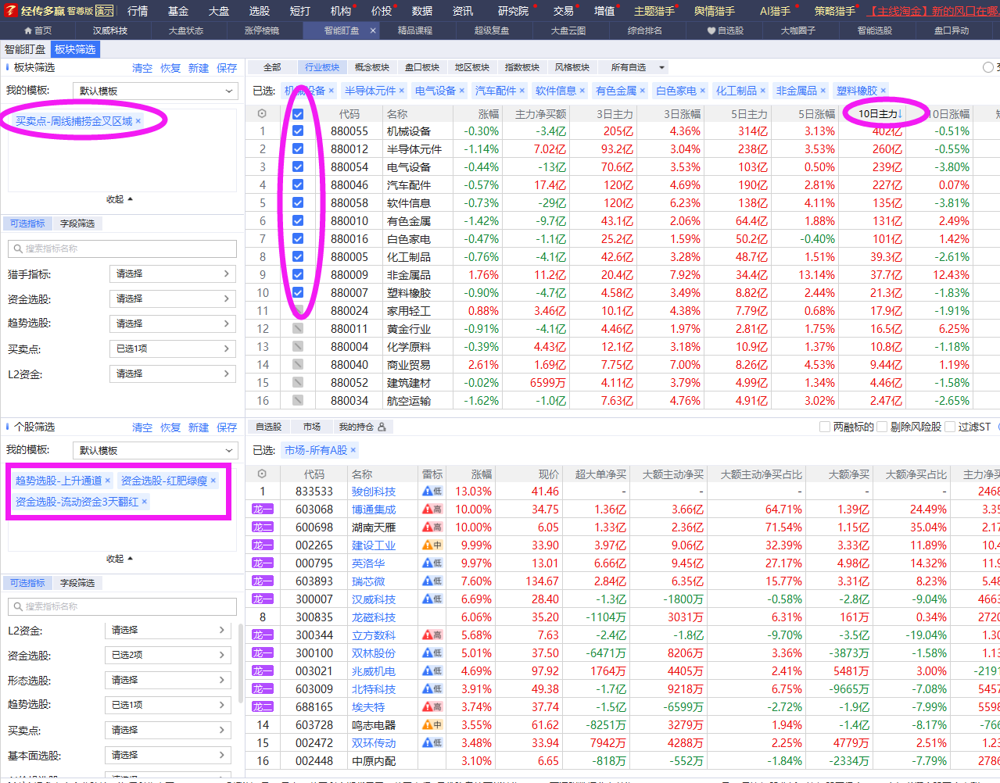 轻传多赢 智尊版 演示 行情 基金 大盘 选股 短打 机构 价投 数据 资讯 研究院 交易 增值 主题猎手 舆情猎手 AI猎手 策略猎手 【主线淘金】新的风口在哪
首页 汉威科技 大盘状态 涨停棱镜 智能盯盘 × 精品课程 超级复盘 大盘云图 综合排名 自选股 大咖圈子 智能选股 盘口异动
智能盯盘 板块筛选
板块筛选 清空 恢复 新建 保存
我的模板: 默认模板
买卖点-周线捕捞金叉区域 ×
收起
可选指标 字段筛选
搜索指标名称
猎手指标: 请选择
资金选股: 请选择
趋势选股: 请选择
买卖点: 已选1项
L2资金: 请选择
全部 行业板块 概念板块 盘口板块 地区板块 指数板块 风格板块 所有自选
已选: 机械设备 × 半导体元件 × 电气设备 × 汽车配件 × 软件信息 × 有色金属 × 白色家电 × 化工制品 × 非金属品 × 塑料橡胶 ×
代码 名称 涨幅 主力净买额 3日主力 3日涨幅 5日主力 5日涨幅 10日主力↓ 10日涨幅
1 880055 机械设备 -0.30% -3.4亿 205亿 4.36% 314亿 3.13% 402亿 -0.51%
2 880012 半导体元件 -1.14% 7.02亿 93.2亿 3.04% 238亿 3.53% 260亿 -0.55%
3 880054 电气设备 -0.44% -13亿 70.6亿 3.53% 103亿 0.50% 239亿 -3.80%
4 880046 汽车配件 -0.57% 17.4亿 120亿 4.69% 190亿 2.81% 227亿 0.07%
5 880058 软件信息 -0.73% -29亿 120亿 6.23% 138亿 4.11% 135亿 -3.81%
6 880010 有色金属 -1.42% -9.7亿 43.1亿 2.06% 64.4亿 1.88% 131亿 2.49%
7 880016 白色家电 -0.47% -1.1亿 25.2亿 1.59% 50.2亿 -0.40% 101亿 1.42%
8 880005 化工制品 -0.76% -4.1亿 42.6亿 3.28% 48.7亿 1.51% 39.3亿 -2.61%
9 880009 非金属品 1.76% 11.2亿 20.4亿 7.92% 34.4亿 13.14% 37.7亿 12.43%
10 880007 塑料橡胶 -0.90% -4.7亿 4.58亿 3.49% 8.82亿 2.44% 21.3亿 -1.83%
11 880024 家用轻工 0.88% 3.46亿 10.1亿 4.38% 7.79亿 0.68% 17.9亿 -1.91%
12 880011 黄金行业 -0.91% -4.1亿 4.46亿 1.97% 2.81亿 1.75% 16.5亿 6.25%
13 880004 化学原料 -0.39% 4.43亿 12.1亿 3.18% 10.9亿 1.37% 10.8亿 -1.18%
14 880040 商业贸易 2.61% 1.69亿 7.75亿 7.00% 8.26亿 4.53% 9.44亿 1.19%
15 880052 建筑建材 -0.02% 6599万 4.11亿 3.79% 4.99亿 1.34% 4.46亿 -1.58%
16 880034 航空运输 -1.62% -1.0亿 7.63亿 4.76% 4.91亿 3.02% 2.47亿 -2.65%
个股筛选 清空 恢复 新建 保存
我的模板: 默认模板
趋势选股-上升通道 × 资金选股-红肥绿瘦 ×
资金选股-流动资金3天翻红 ×
收起
可选指标 字段筛选
搜索指标名称
L2资金: 请选择
资金选股: 已选2项
形态选股: 请选择
趋势选股: 已选1项
买卖点: 请选择
基本面选股: 请选择
自选股 市场 我的持仓 两融标的 剔除风险股 过滤ST
已选: 市场-所有A股 ×
代码 名称 雷标 涨幅 现价 超大单净买 大额主动净买 大额主动净买占比 大额净买 大额净买占比 主力净买
1 833533 骏创科技 低 13.03% 41.46 - - - - - 2468
龙一 603068 博通集成 高 10.00% 34.75 1.36亿 3.66亿 64.71% 1.39亿 24.49% 3.35
龙二 600698 湖南天雁 高 10.00% 6.05 1.33亿 2.36亿 71.54% 1.15亿 35.04% 2.17
龙一 002265 建设工业 中 9.99% 33.90 3.97亿 9.06亿 32.39% 3.33亿 11.89% 10.4
龙一 000795 英洛华 低 9.97% 13.01 6.66亿 9.45亿 27.17% 4.98亿 14.32% 11.9
龙一 603893 瑞芯微 低 7.60% 134.67 2.84亿 6.35亿 15.77% 3.31亿 8.23% 5.48
龙一 300007 汉威科技 低 6.69% 28.40 -1.3亿 -1800万 -0.58% -2.8亿 -9.04% 4663
8 300835 龙磁科技 6.06% 35.20 -1104万 3031万 6.31% 161万 0.34% 2720
龙一 300344 立方数科 高 5.68% 7.63 -2.4亿 -1.8亿 -9.70% -3.5亿 -19.04% 1.30
龙一 300100 双林股份 低 5.01% 37.50 -6471万 8206万 3.36% -3873万 -1.58% 1.13
龙一 003021 兆威机电 低 4.69% 97.92 1764万 4405万 2.41% 5481万 3.00% -2191
龙一 603009 北特科技 低 3.91% 49.38 -1.7亿 9218万 6.75% -9665万 -7.08% 5457
龙二 688165 埃夫特 高 3.74% 37.74 -1.5亿 -6599万 -2.72% -1.9亿 -7.99% 5598
14 603728 鸣志电器 中 3.55% 61.62 -8251万 3279万 1.94% -1.4亿 -8.17% -766
15 002472 双环传动 低 3.48% 33.94 7942万 4288万 2.25% 4779万 2.51% 1.23
16 002448 中原内配 3.10% 6.65 -818万 -552万 -1.84% -2334万 -7.79% 2786